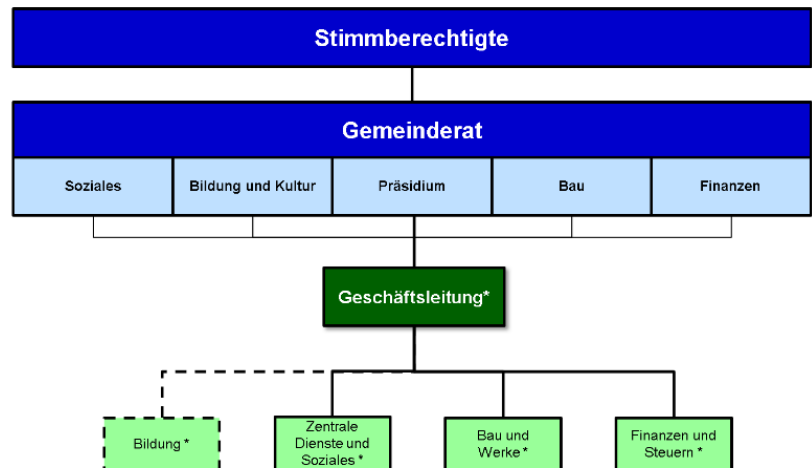 Stimmberechtigte
Gemeinderat
Soziales
Bildung und Kultur
Präsidium
Bau
Finanzen
Geschäftsleitung*
Bildung *
Zentrale
Dienste und
Soziales *
Bau und
Werke *
Finanzen und
Steuern *